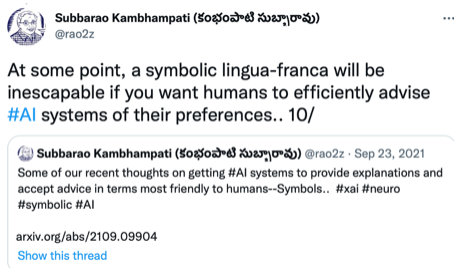 Subbarao Kambhampati (కంభంపాటి సుబ్బారావు)
@rao2z
At some point, a symbolic lingua-franca will be
inescapable if you want humans to efficiently advise
#AI systems of their preferences.. 10/
Subbarao Kambhampati (కంభంపాటి సుబ్బారావు) @rao2z · Sep 23, 2021
Some of our recent thoughts on getting #AI systems to provide explanations and
accept advice in terms most friendly to humans--Symbols.. #xai #neuro
#symbolic #AI
arxiv.org/abs/2109.09904
Show this thread